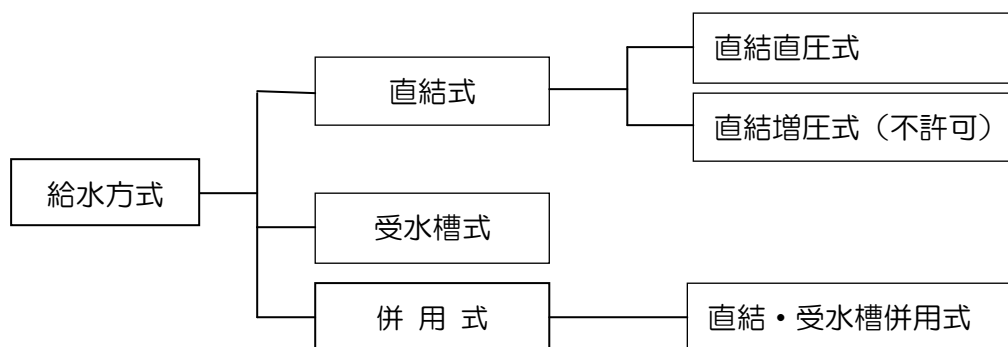 給水方式
直結式
直結直圧式
直結増圧式（不許可）
受水槽式
併 用 式
直結・受水槽併用式